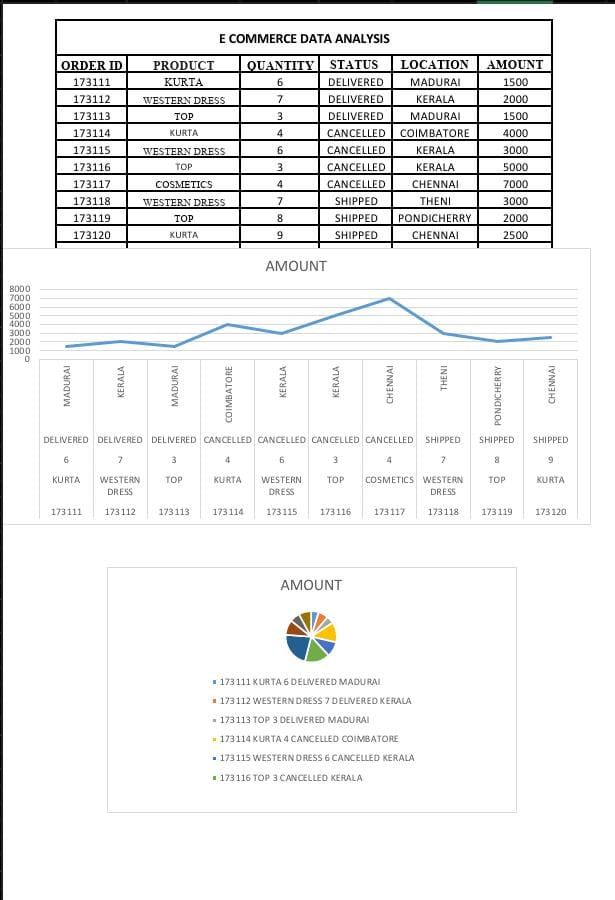 E COMMERCE DATA ANALYSIS
ORDER ID PRODUCT QUANTITY STATUS LOCATION AMOUNT
173111 KURTA 6 DELIVERED MADURAI 1500
173112 WESTERN DRESS 7 DELIVERED KERALA 2000
173113 TOP 3 DELIVERED MADURAI 1500
173114 KURTA 4 CANCELLED COIMBATORE 4000
173115 WESTERN DRESS 6 CANCELLED KERALA 3000
173116 TOP 3 CANCELLED KERALA 5000
173117 COSMETICS 4 CANCELLED CHENNAI 7000
173118 WESTERN DRESS 7 SHIPPED THENI 3000
173119 TOP 8 SHIPPED PONDICHERRY 2000
173120 KURTA 9 SHIPPED CHENNAI 2500
AMOUNT
8000
7000
6000
5000
4000
3000
2000
1000
0
MADURAI KERALA MADURAI COIMBATORE KERALA KERALA CHENNAI THENI PONDICHERRY CHENNAI
DELIVERED DELIVERED DELIVERED CANCELLED CANCELLED CANCELLED CANCELLED SHIPPED SHIPPED SHIPPED
6 7 3 4 6 3 4 7 8 9
KURTA WESTERN TOP KURTA WESTERN TOP COSMETICS WESTERN TOP KURTA
DRESS DRESS DRESS
173111 173112 173113 173114 173115 173116 173117 173118 173119 173120
AMOUNT
173111 KURTA 6 DELIVERED MADURAI
173112 WESTERN DRESS 7 DELIVERED KERALA
173113 TOP 3 DELIVERED MADURAI
173114 KURTA 4 CANCELLED COIMBATORE
173115 WESTERN DRESS 6 CANCELLED KERALA
173116 TOP 3 CANCELLED KERALA